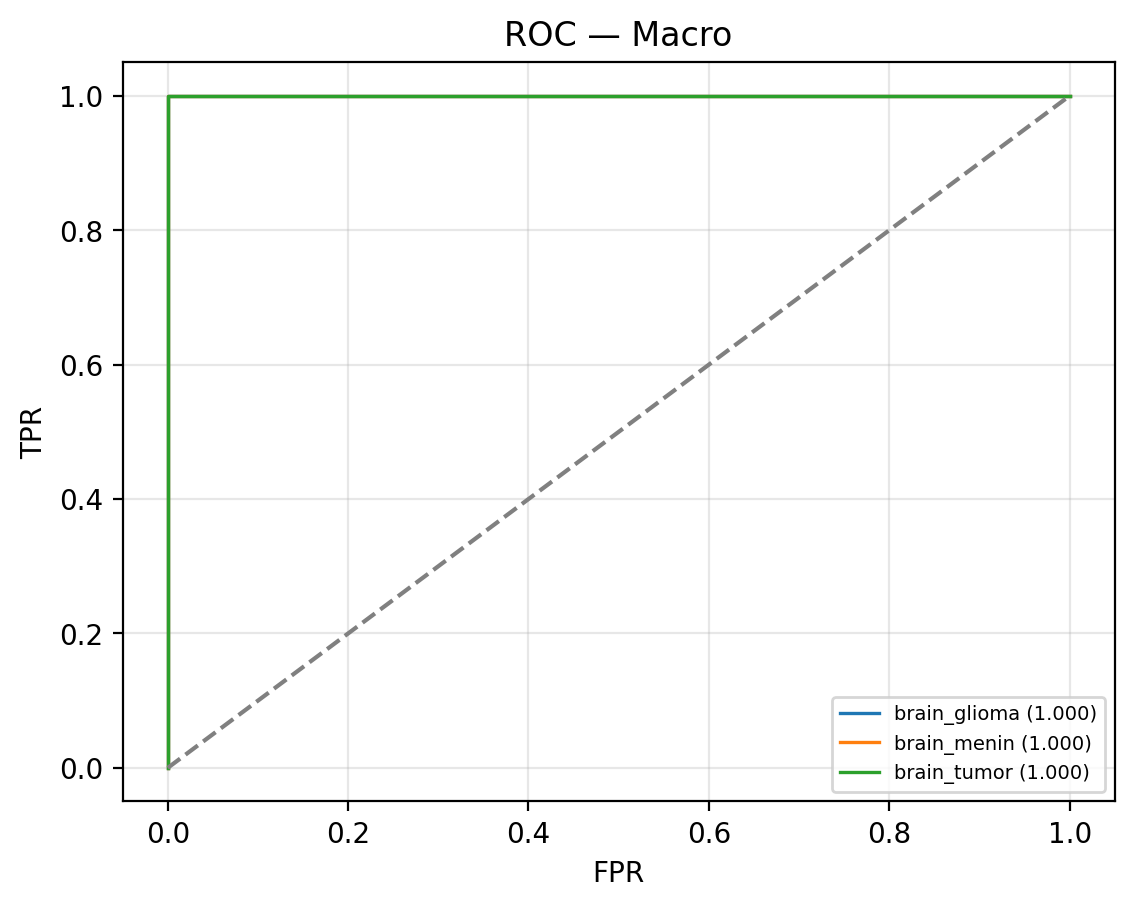 ROC — Macro
1.0
0.8
0.6
0.4
0.2
0.0
TPR
0.0 0.2 0.4 0.6 0.8 1.0
FPR
brain_glioma (1.000)
brain_menin (1.000)
brain_tumor (1.000)